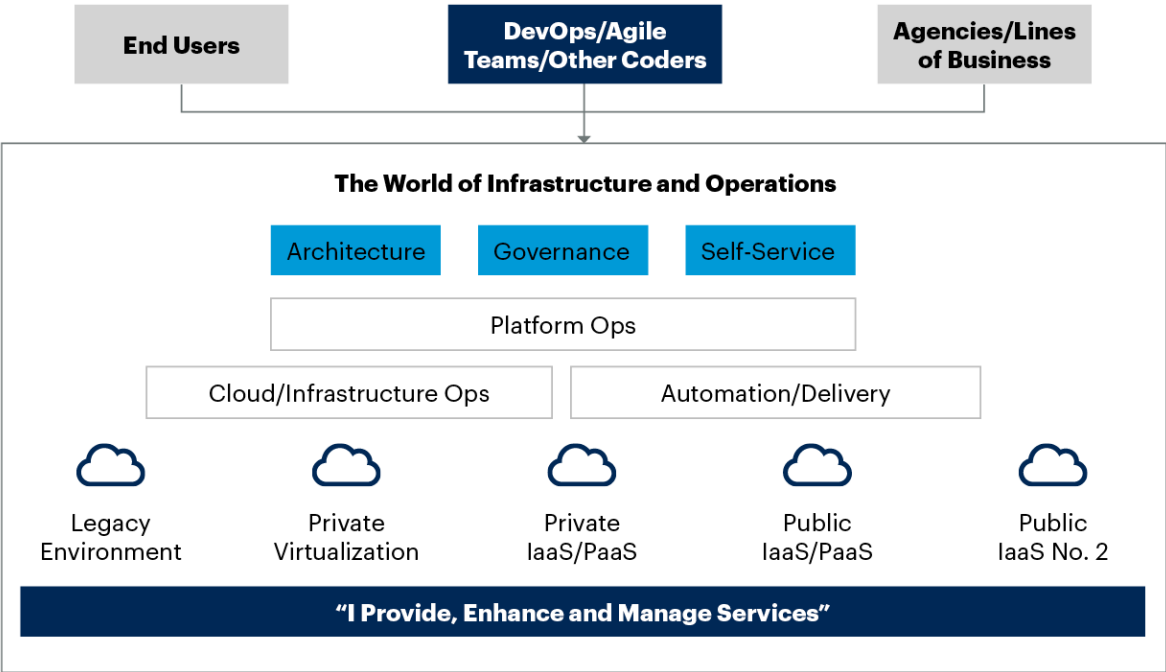 End Users
DevOps/Agile
Teams/Other Coders
Agencies/Lines
of Business
The World of Infrastructure and Operations
Architecture
Governance
Self-Service
Platform Ops
Cloud/Infrastructure Ops
Automation/Delivery
Legacy
Environment
Private
Virtualization
Private
IaaS/PaaS
Public
IaaS/PaaS
Public
IaaS No. 2
“I Provide, Enhance and Manage Services”